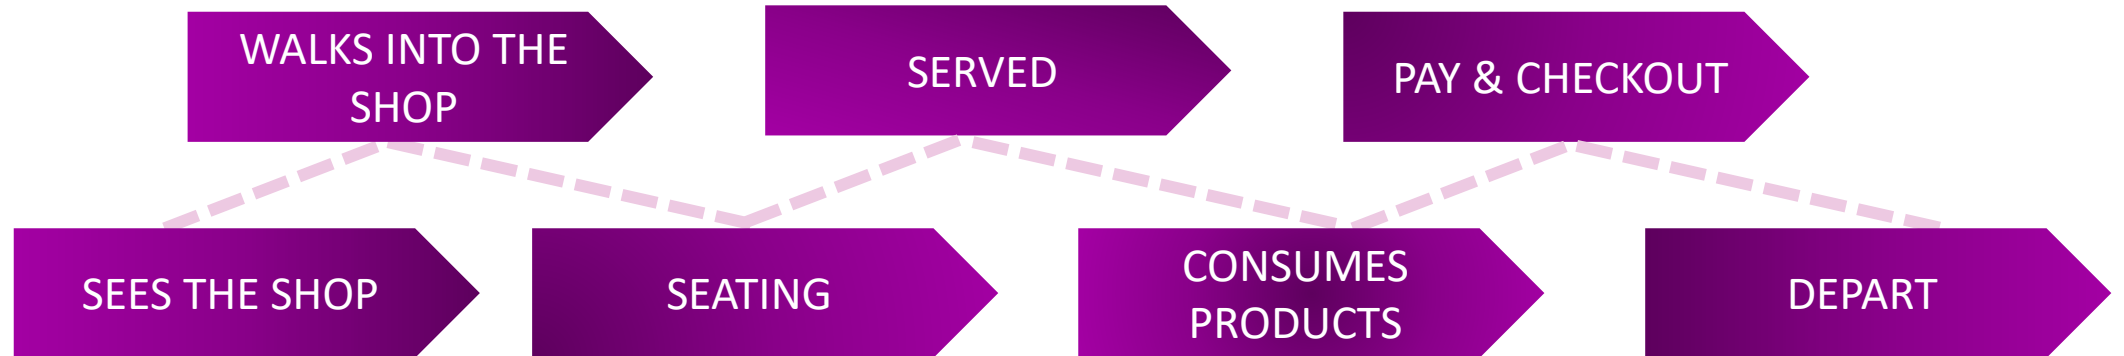 WALKS INTO THE
SHOP
SERVED
PAY & CHECKOUT
SEES THE SHOP
SEATING
CONSUMES
PRODUCTS
DEPART